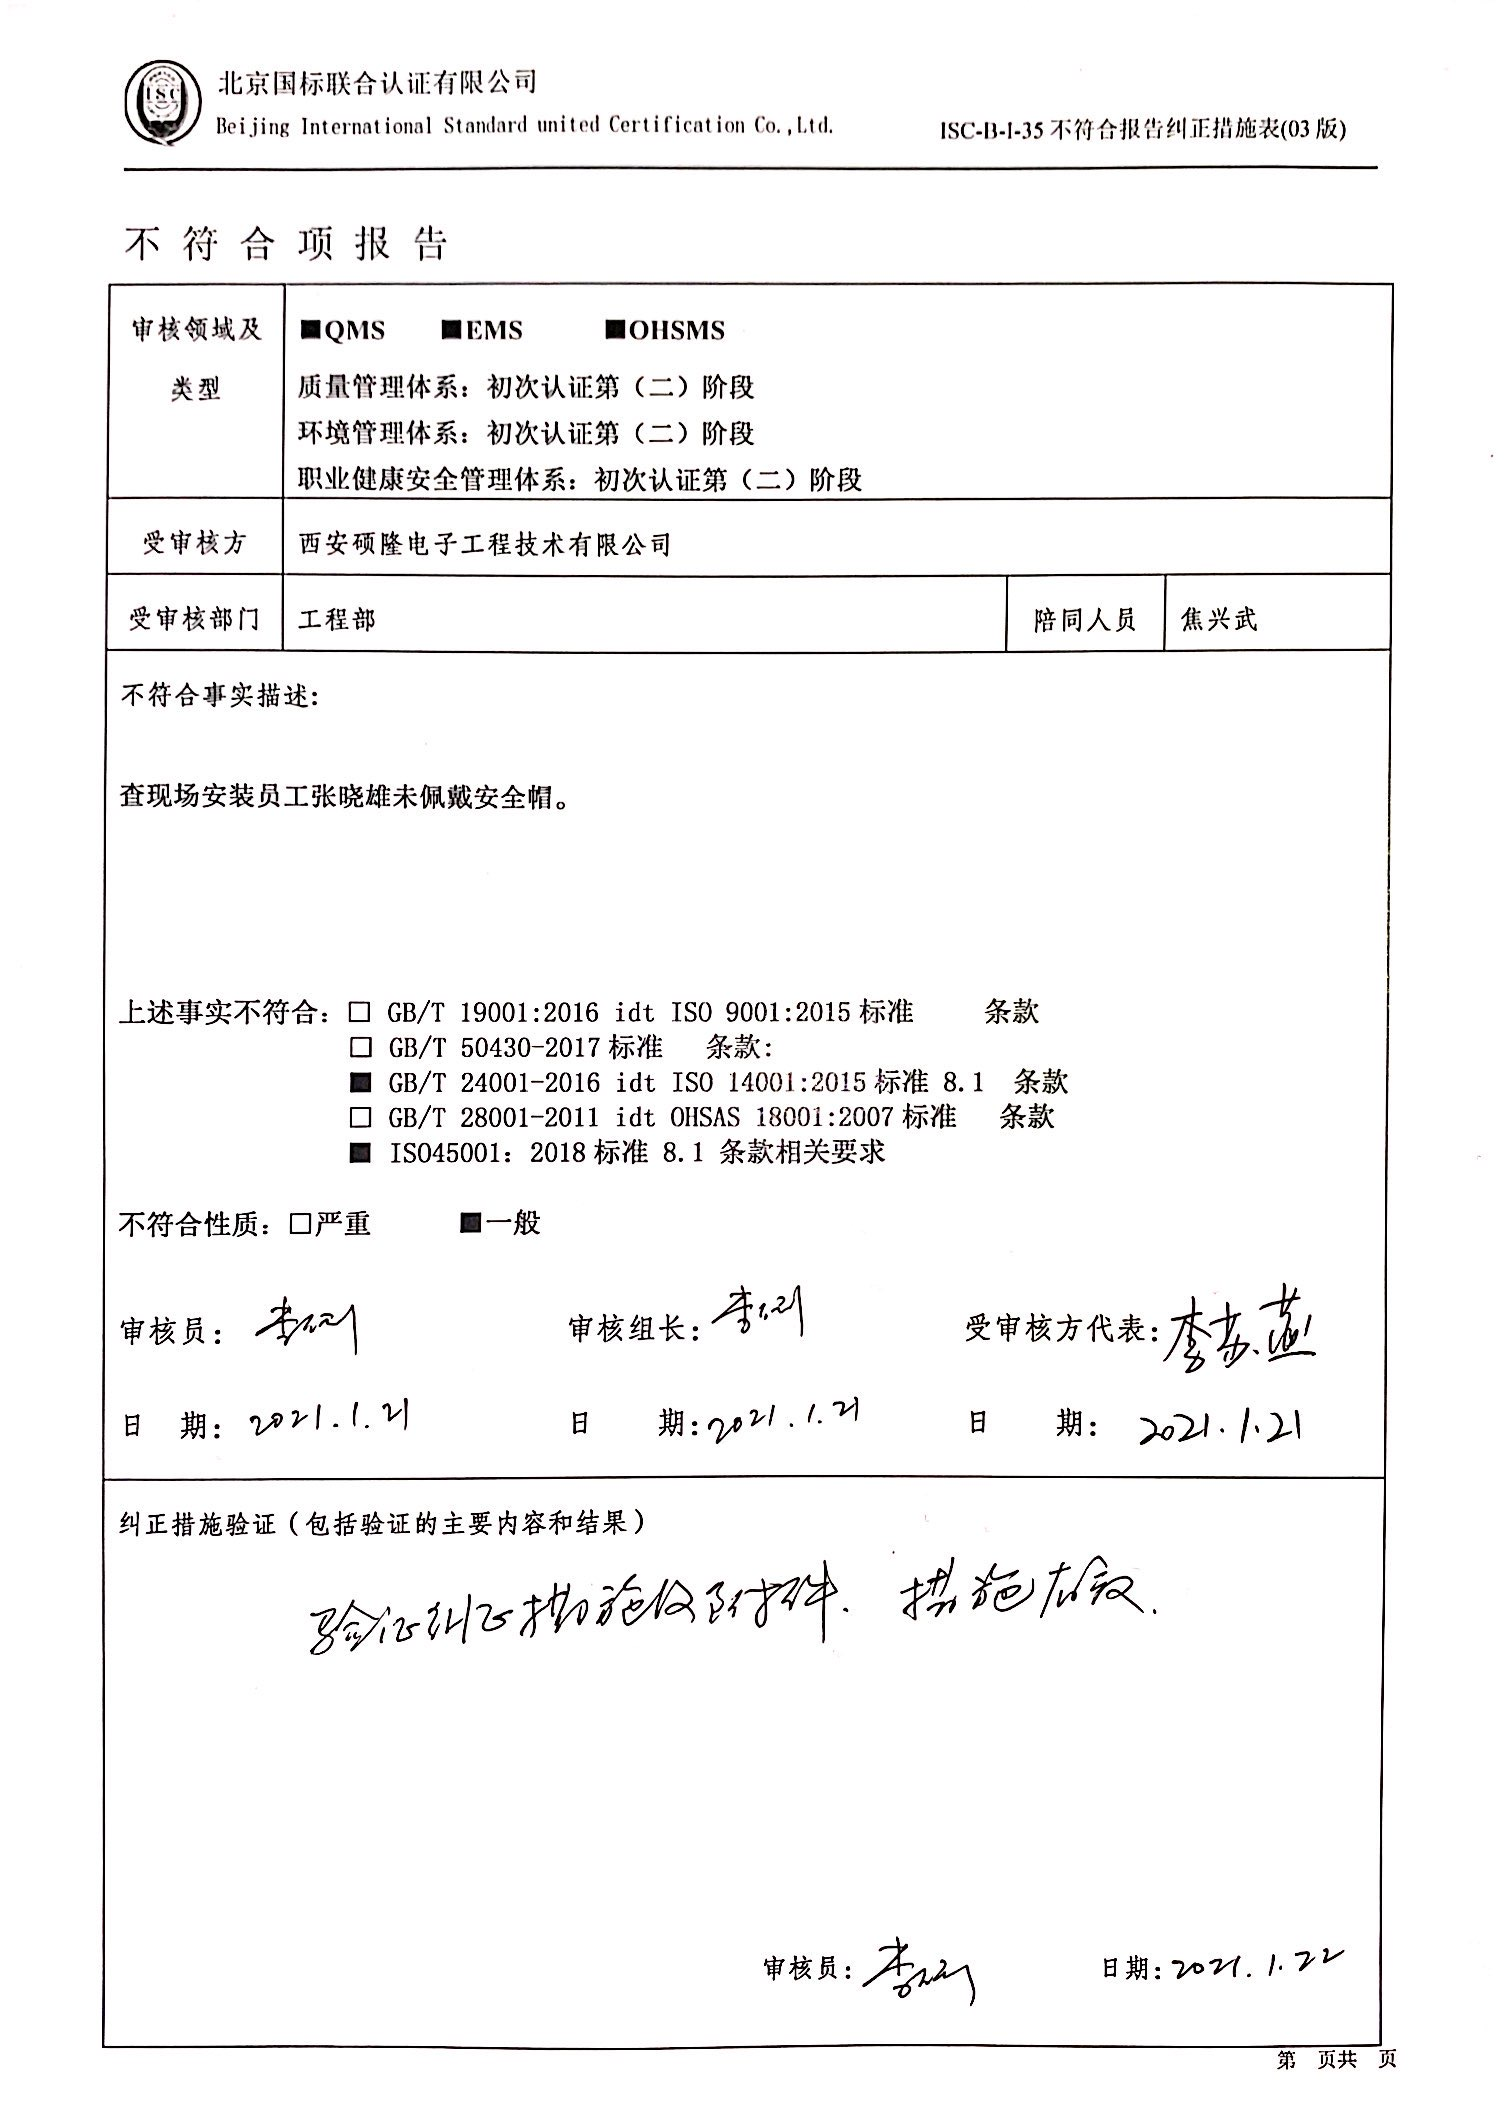 ISC
北京国标联合认证有限公司
Beijing International Standard united Certification Co.,Ltd.
ISC-B-I-35 不符合报告纠正措施表(03 版)
不符合项报告
审核领域及类型
■QMS ■EMS ■OHSMS
质量管理体系：初次认证第（二）阶段
环境管理体系：初次认证第（二）阶段
职业健康安全管理体系：初次认证第（二）阶段
受审核方 西安硕隆电子工程技术有限公司
受审核部门 工程部 陪同人员 焦兴武
不符合事实描述：
查现场安装员工张晓雄未佩戴安全帽。
上述事实不符合：□ GB/T 19001:2016 idt ISO 9001:2015 标准 条款
□ GB/T 50430-2017 标准 条款：
■ GB/T 24001-2016 idt ISO 14001:2015 标准 8.1 条款
□ GB/T 28001-2011 idt OHSAS 18001:2007 标准 条款
■ ISO45001：2018 标准 8.1 条款相关要求
不符合性质：□严重 ■一般
审核员： 审核组长： 受审核方代表：
日 期：2021.1.21 日 期：2021.1.21 日 期：2021.1.21
纠正措施验证（包括验证的主要内容和结果）
验证纠正措施及附件、措施有效.
审核员： 日期：2021.1.22
第 页共 页